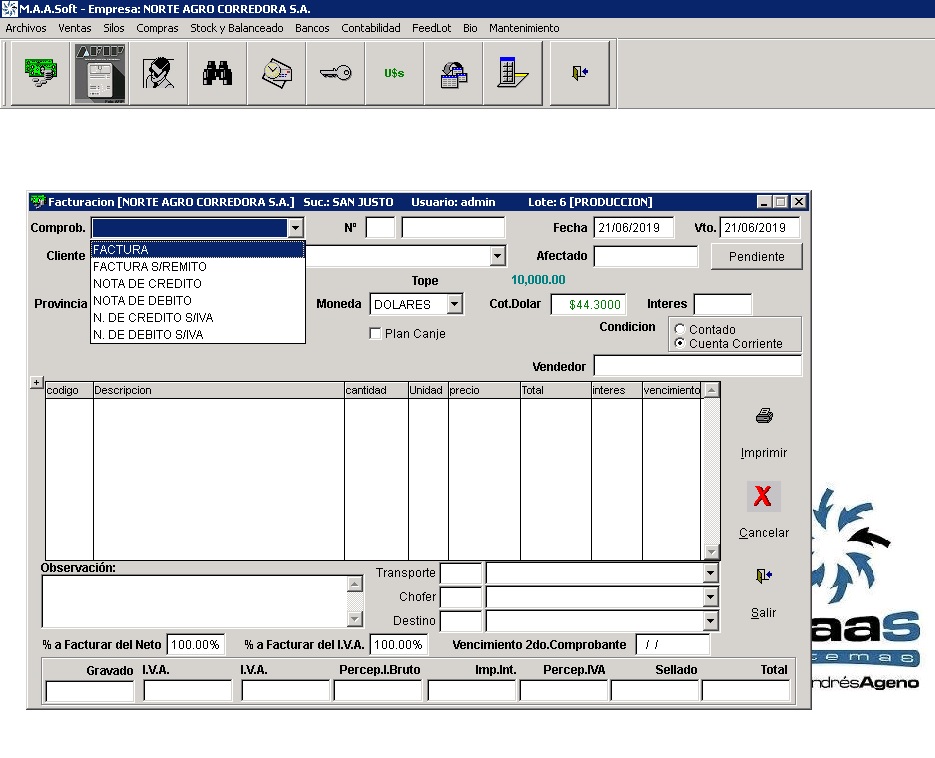 M.A.A.Soft - Empresa: NORTE AGRO CORREDORA S.A.
Archivos Ventas Silos Compras Stock y Balanceado Bancos Contabilidad FeedLot Bio Mantenimiento
AFIP
U$s
Facturacion [NORTE AGRO CORREDORA S.A.] Suc.: SAN JUSTO Usuario: admin Lote: 6 [PRODUCCION]
Comprob. Nº Fecha 21/06/2019 Vto. 21/06/2019
Cliente Afectado Pendiente
FACTURA
FACTURA S/REMITO
NOTA DE CREDITO
NOTA DE DEBITO
N. DE CREDITO S/IVA
N. DE DEBITO S/IVA
Tope 10,000.00
Provincia Moneda DOLARES Cot.Dolar $44.3000 Interes
Plan Canje Condicion Contado
Cuenta Corriente
Vendedor
+
codigo Descripcion cantidad Unidad precio Total interes vencimiento
Imprimir
X
Cancelar
Salir
Observación:
Transporte
Chofer
Destino
% a Facturar del Neto 100.00% % a Facturar del I.V.A. 100.00% Vencimiento 2do.Comprobante / /
Gravado I.V.A. I.V.A. Percep.I.Bruto Imp.Int. Percep.IVA Sellado Total
aas
temas
ndrésAgeno